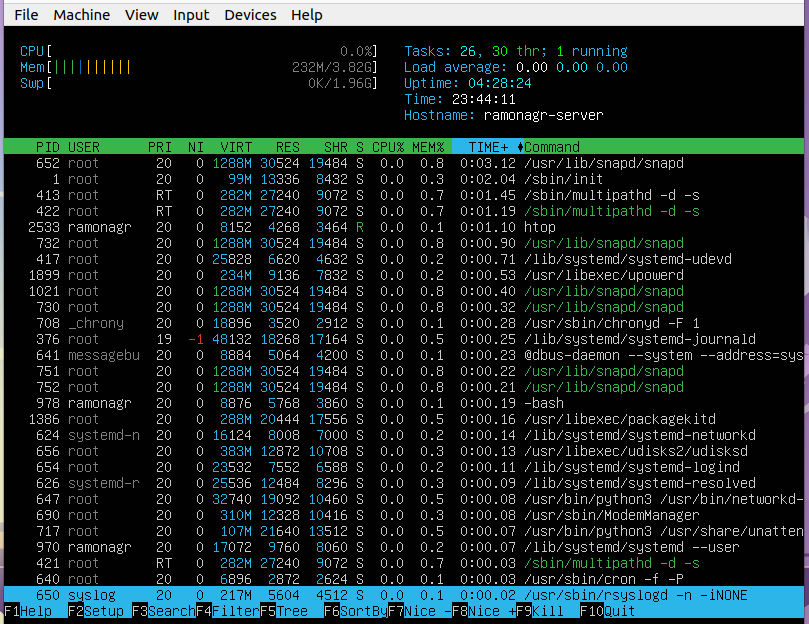 File Machine View Input Devices Help
CPU[ 0.0%] Tasks: 26, 30 thr; 1 running
Mem[||||||||||| 232M/3.82G] Load average: 0.00 0.00 0.00
Swp[ 0K/1.96G] Uptime: 04:28:24
Time: 23:44:11
Hostname: ramonagr-server
PID USER PRI NI VIRT RES SHR S CPU% MEM% TIME+ Command
652 root 20 0 1288M 30524 19484 S 0.0 0.8 0:03.12 /usr/lib/snapd/snapd
1 root 20 0 99M 13336 8432 S 0.0 0.3 0:02.04 /sbin/init
413 root RT 0 282M 27240 9072 S 0.0 0.7 0:01.45 /sbin/multipathd -d -s
422 root RT 0 282M 27240 9072 S 0.0 0.7 0:01.19 /sbin/multipathd -d -s
2533 ramonagr 20 0 8152 4268 3464 R 0.0 0.1 0:01.10 htop
732 root 20 0 1288M 30524 19484 S 0.0 0.8 0:00.90 /usr/lib/snapd/snapd
417 root 20 0 25828 6620 4632 S 0.0 0.2 0:00.71 /lib/systemd/systemd-udevd
1899 root 20 0 234M 9136 7832 S 0.0 0.2 0:00.53 /usr/libexec/upowerd
1021 root 20 0 1288M 30524 19484 S 0.0 0.8 0:00.40 /usr/lib/snapd/snapd
730 root 20 0 1288M 30524 19484 S 0.0 0.8 0:00.32 /usr/lib/snapd/snapd
708 _chrony 20 0 18896 3520 2912 S 0.0 0.1 0:00.28 /usr/sbin/chronyd -F 1
376 root 19 -1 48132 18268 17164 S 0.0 0.5 0:00.25 /lib/systemd/systemd-journald
641 messagebu 20 0 8884 5064 4200 S 0.0 0.1 0:00.23 @dbus-daemon --system --address=sys
751 root 20 0 1288M 30524 19484 S 0.0 0.8 0:00.22 /usr/lib/snapd/snapd
752 root 20 0 1288M 30524 19484 S 0.0 0.8 0:00.21 /usr/lib/snapd/snapd
978 ramonagr 20 0 8876 5768 3860 S 0.0 0.1 0:00.19 -bash
1386 root 20 0 288M 20444 17556 S 0.0 0.5 0:00.16 /usr/libexec/packagekitd
624 systemd-n 20 0 16124 8008 7000 S 0.0 0.2 0:00.14 /lib/systemd/systemd-networkd
656 root 20 0 383M 12872 10708 S 0.0 0.3 0:00.13 /usr/libexec/udisks2/udisksd
654 root 20 0 23532 7552 6588 S 0.0 0.2 0:00.11 /lib/systemd/systemd-logind
626 systemd-r 20 0 25536 12484 8296 S 0.0 0.3 0:00.09 /lib/systemd/systemd-resolved
647 root 20 0 32740 19092 10460 S 0.0 0.5 0:00.08 /usr/bin/python3 /usr/bin/networkd-
690 root 20 0 310M 12328 10416 S 0.0 0.3 0:00.08 /usr/sbin/ModemManager
717 root 20 0 107M 21640 13512 S 0.0 0.5 0:00.07 /usr/bin/python3 /usr/share/unatten
970 ramonagr 20 0 17072 9760 8060 S 0.0 0.2 0:00.07 /lib/systemd/systemd --user
421 root RT 0 282M 27240 9072 S 0.0 0.7 0:00.03 /sbin/multipathd -d -s
640 root 20 0 6896 2872 2624 S 0.0 0.1 0:00.03 /usr/sbin/cron -f -P
650 syslog 20 0 217M 5604 4512 S 0.0 0.1 0:00.02 /usr/sbin/rsyslogd -n -iNONE
F1Help F2Setup F3SearchF4FilterF5Tree F6SortByF7Nice -F8Nice +F9Kill F10Quit